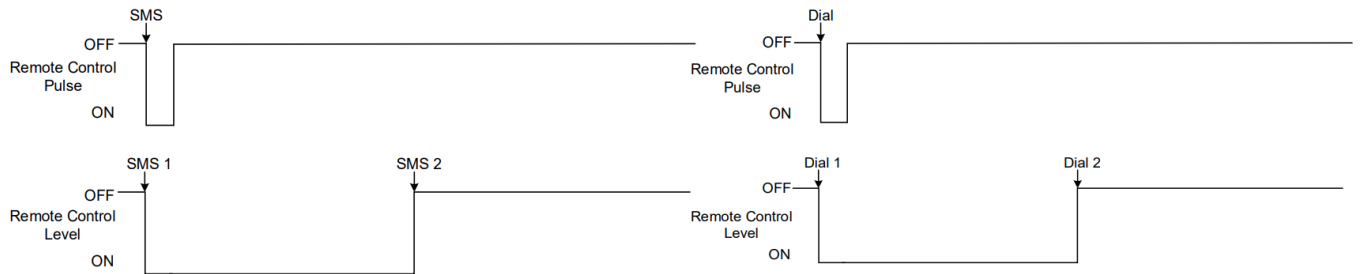 SMS
OFF
Remote Control
Pulse
ON
Dial
OFF
Remote Control
Pulse
ON
SMS 1
SMS 2
OFF
Remote Control
Level
ON
Dial 1
Dial 2
OFF
Remote Control
Level
ON